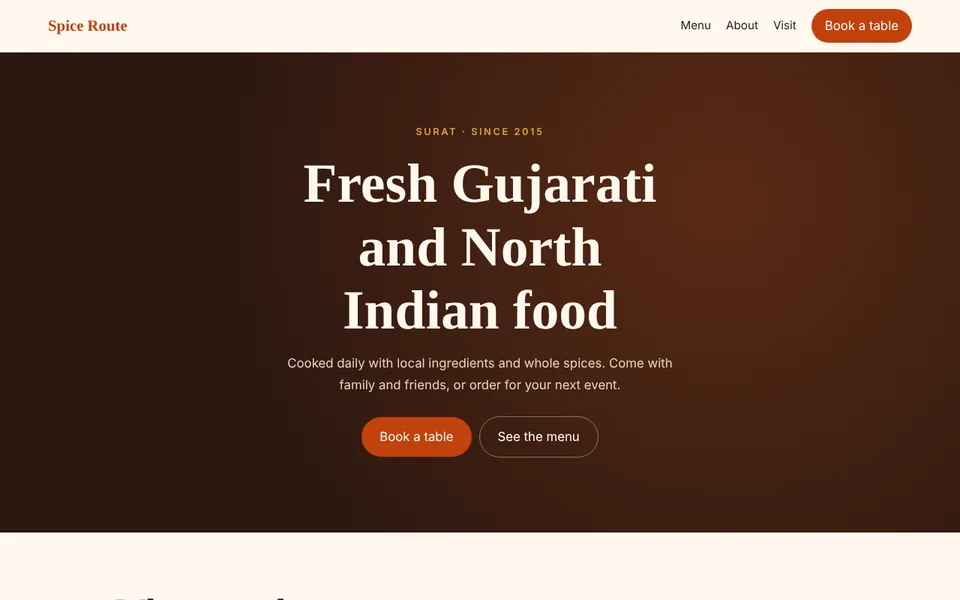 Spice Route
Menu About Visit Book a table
SURAT · SINCE 2015
Fresh Gujarati
and North
Indian food
Cooked daily with local ingredients and whole spices. Come with
family and friends, or order for your next event.
Book a table See the menu